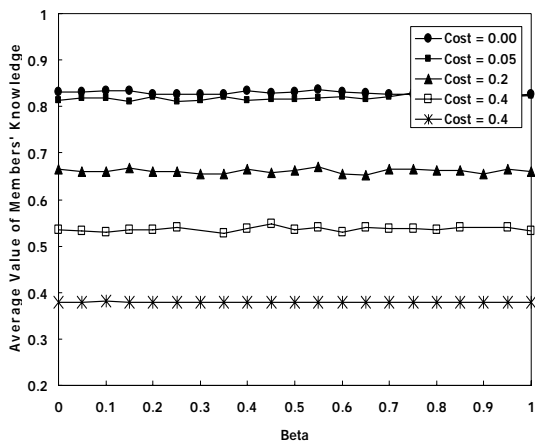 1
0.9
0.8
0.7
0.6
0.5
0.4
0.3
0.2
Average Value of Members' Knowledge
Cost = 0.00
Cost = 0.05
Cost = 0.2
Cost = 0.4
Cost = 0.4
0 0.1 0.2 0.3 0.4 0.5 0.6 0.7 0.8 0.9 1
Beta